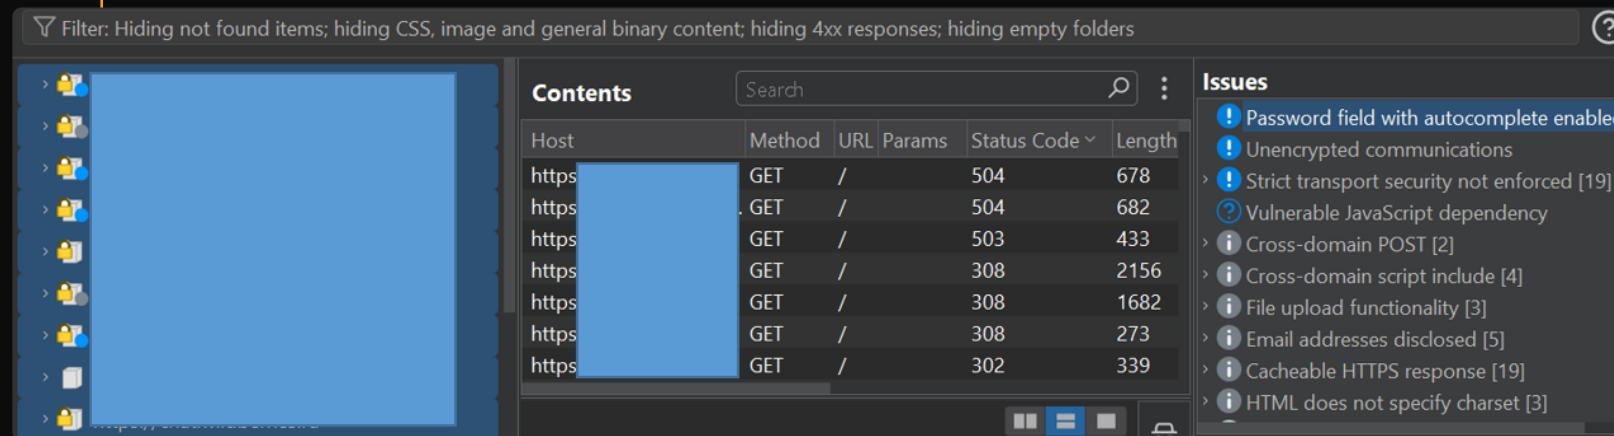 Filter: Hiding not found items; hiding CSS, image and general binary content; hiding 4xx responses; hiding empty folders
Contents
Search
Host Method URL Params Status Code Length
https GET / 504 678
https . GET / 504 682
https GET / 503 433
https GET / 308 2156
https GET / 308 1682
https GET / 308 273
https GET / 302 339
Issues
Password field with autocomplete enable
Unencrypted communications
Strict transport security not enforced [19]
Vulnerable JavaScript dependency
Cross-domain POST [2]
Cross-domain script include [4]
File upload functionality [3]
Email addresses disclosed [5]
Cacheable HTTPS response [19]
HTML does not specify charset [3]